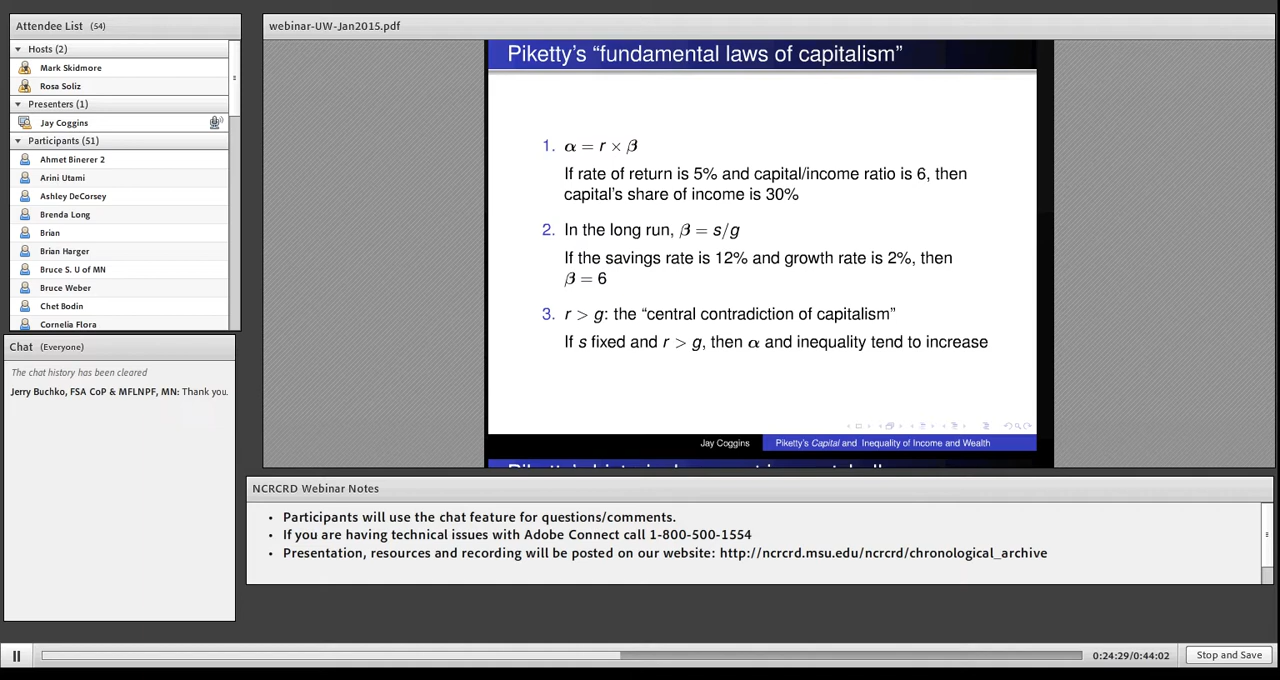 Attendee List (54)
Hosts (2)
Mark Skidmore
Rosa Soliz
Presenters (1)
Jay Coggins
Participants (51)
Ahmet Binerer 2
Arini Utami
Ashley DeCorsey
Brenda Long
Brian
Brian Harger
Bruce S. U of MN
Bruce Weber
Chet Bodin
Cornelia Flora
Chat (Everyone)
The chat history has been cleared
Jerry Buchko, FSA CoP & MFLNPF, MN: Thank you.
webinar-UW-Jan2015.pdf
Piketty's “fundamental laws of capitalism”
1. α = r × β
If rate of return is 5% and capital/income ratio is 6, then
capital's share of income is 30%
2. In the long run, β = s/g
If the savings rate is 12% and growth rate is 2%, then
β = 6
3. r > g: the “central contradiction of capitalism”
If s fixed and r > g, then α and inequality tend to increase
Jay Coggins Piketty's Capital and Inequality of Income and Wealth
NCRCRD Webinar Notes
• Participants will use the chat feature for questions/comments.
• If you are having technical issues with Adobe Connect call 1-800-500-1554
• Presentation, resources and recording will be posted on our website: http://ncrcrd.msu.edu/ncrcrd/chronological_archive
0:24:29/0:44:02 Stop and Save